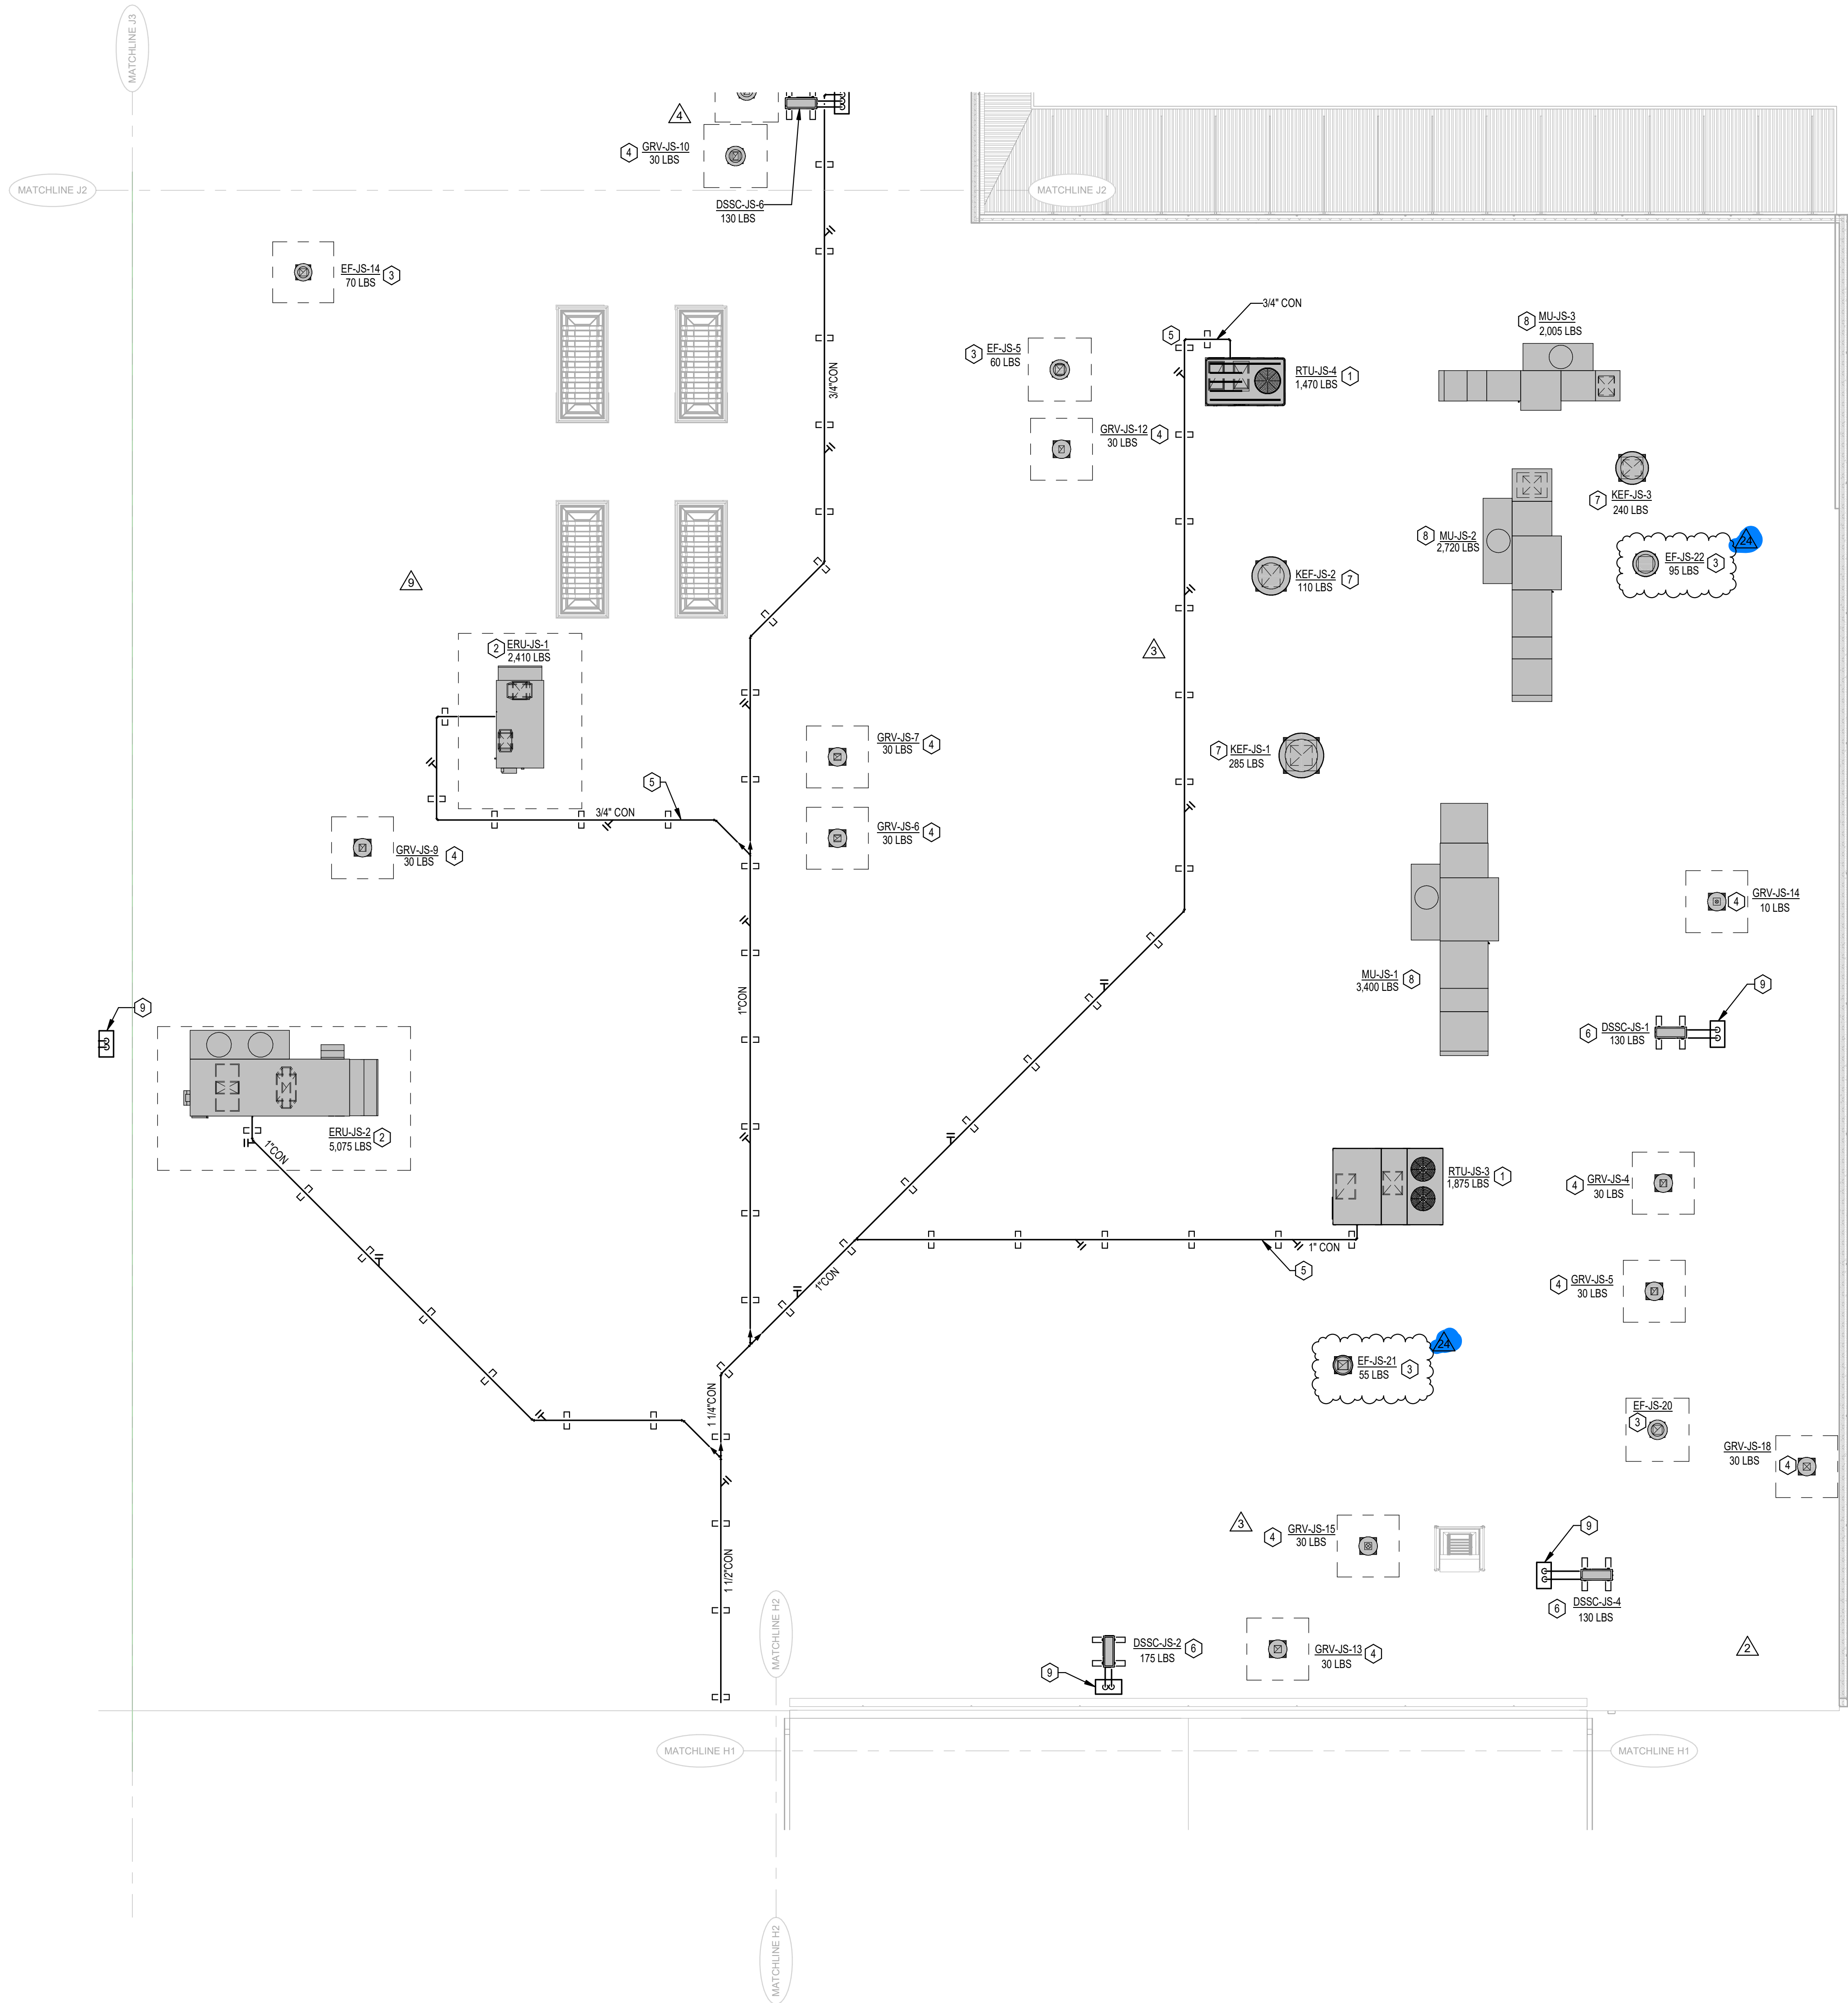 MATCHLINE J3
4
4 GRV-JS-10
30 LBS
MATCHLINE J2
MATCHLINE J2
DSSC-JS-6
130 LBS
EF-JS-14 3
70 LBS
3/4"CON
5
3/4" CON
3 EF-JS-5
60 LBS
RTU-JS-4 1
1,470 LBS
8 MU-JS-3
2,005 LBS
GRV-JS-12 4
30 LBS
7 KEF-JS-3
240 LBS
8 MU-JS-2
2,720 LBS
24
EF-JS-22 3
95 LBS
9
KEF-JS-2 7
110 LBS
2 ERU-JS-1
2,410 LBS
3
GRV-JS-7 4
30 LBS
7 KEF-JS-1
285 LBS
5
3/4" CON
GRV-JS-6 4
30 LBS
GRV-JS-9 4
30 LBS
4 GRV-JS-14
10 LBS
MU-JS-1 8
3,400 LBS
1"CON
9
9
6 DSSC-JS-1
130 LBS
ERU-JS-2 2
5,075 LBS
1"CON
RTU-JS-3 1
1,875 LBS
4 GRV-JS-4
30 LBS
1" CON
5
1"CON
4 GRV-JS-5
30 LBS
24
EF-JS-21 3
55 LBS
1 1/4"CON
EF-JS-20
3
GRV-JS-18
30 LBS
4
3
4 GRV-JS-15
30 LBS
9
1 1/2"CON
6 DSSC-JS-4
130 LBS
MATCHLINE H2
DSSC-JS-2 6
175 LBS
GRV-JS-13 4
30 LBS
2
9
MATCHLINE H1
MATCHLINE H1
MATCHLINE H2